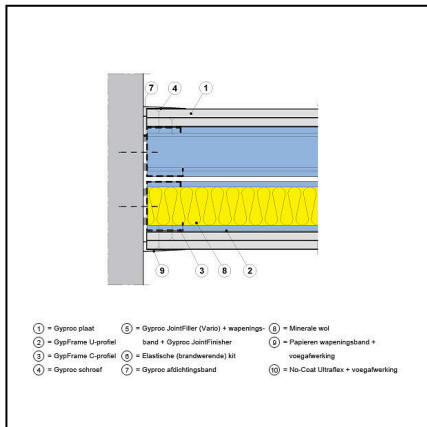 7 4 1
9 3 8 2
1 = Gyproc plaat
2 = GypFrame U-profiel
3 = GypFrame C-profiel
4 = Gyproc schroef
5 = Gyproc JointFiller (Vario) + wapenings-
band + Gyproc JointFinisher
6 = Elastische (brandwerende) kit
7 = Gyproc afdichtingsband
8 = Minerale wol
9 = Papieren wapeningsband +
voegafwerking
10 = No-Coat Ultraflex + voegafwerking